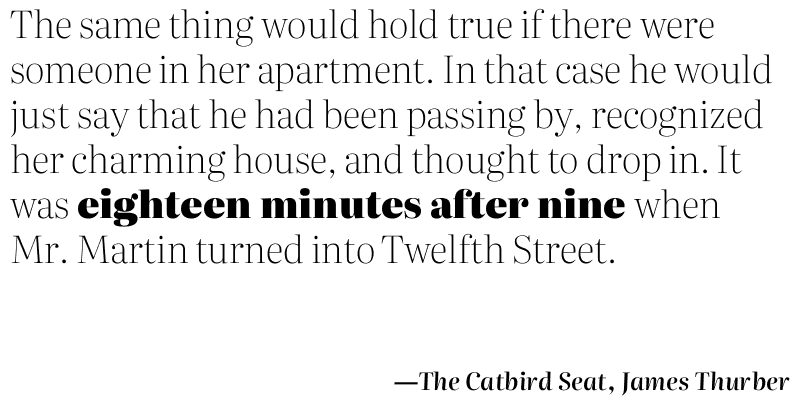 The same thing would hold true if there were
someone in her apartment. In that case he would
just say that he had been passing by, recognized
her charming house, and thought to drop in. It
was eighteen minutes after nine when
Mr. Martin turned into Twelfth Street.
—The Catbird Seat, James Thurber